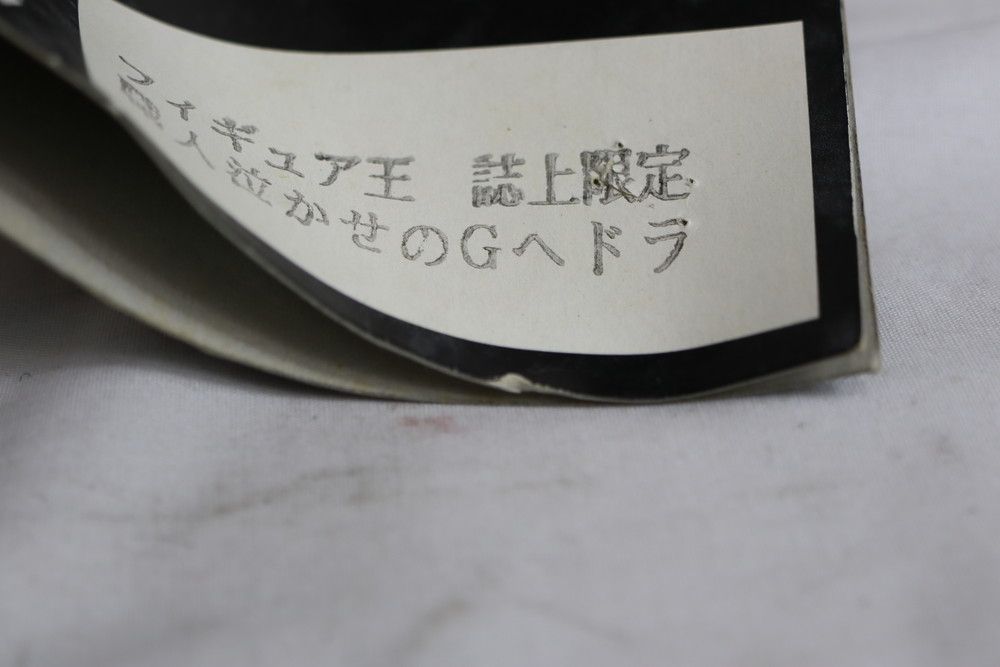 フィギュア王 誌上限定
人泣かせのGヘドラ